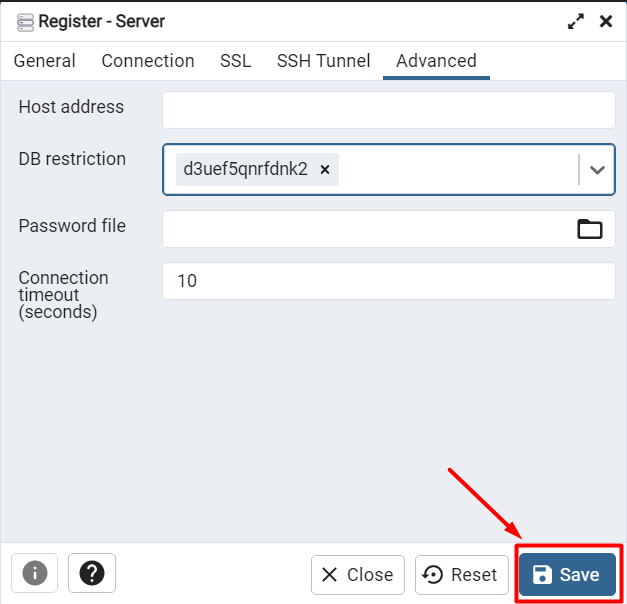 Register - Server
General Connection SSL SSH Tunnel Advanced
Host address
DB restriction d3uef5qnrfdnk2
Password file
Connection
timeout
(seconds) 10
Close Reset Save